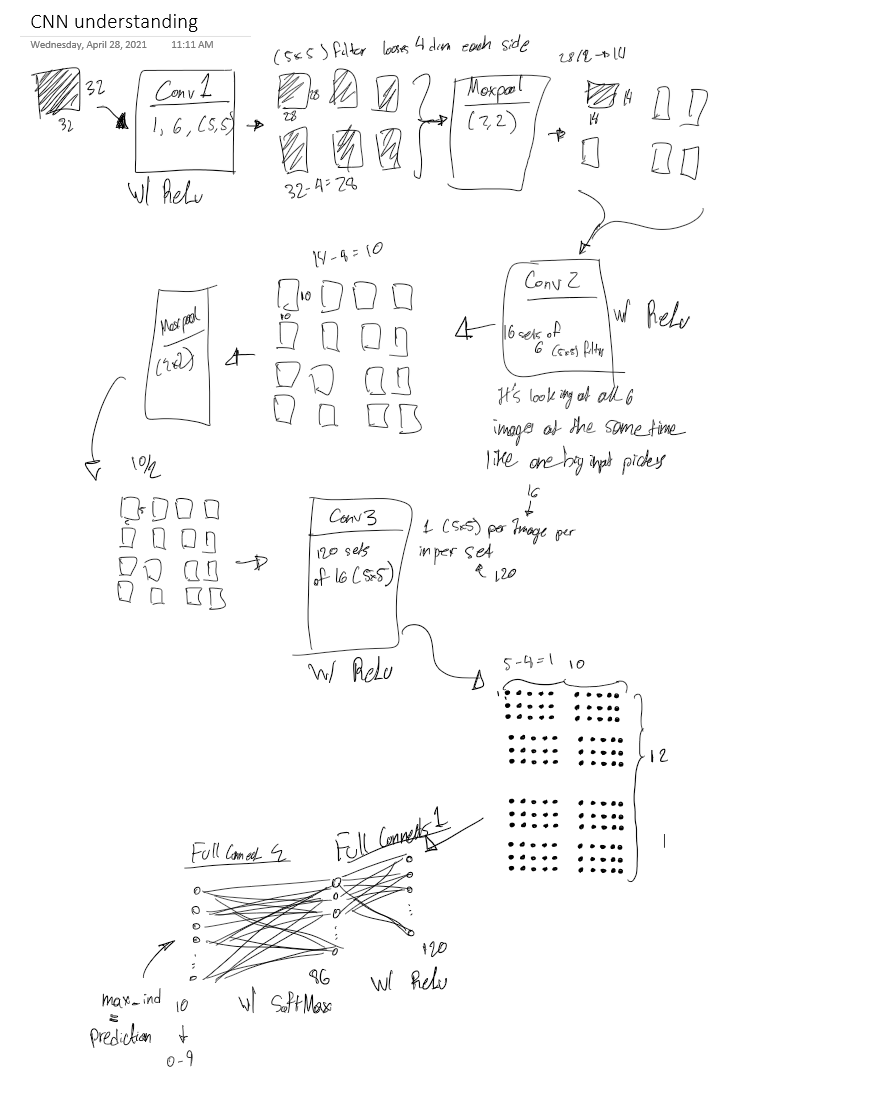 CNN understanding
Wednesday, April 28, 2021 11:11 AM
(5x5) filter looses 4 dim each side
28/2 → 14
32
32
Conv 1
1, 6, (5,5)
w/ ReLu
28
28
32-4=28
Maxpool
(2,2)
14
14
14-4=10
10
10
Conv 2
16 sets of
6 (5x5) filter
w/ ReLu
It's looking at all 6
images at the same time
like one big input
Maxpool
(2x2)
10/2
5
5
Conv3
120 sets
of 16 (5x5)
w/ ReLu
16
1 (5x5) per Image per
set
120
5-4=1
10
12
1
Full Connect 2
Full Connects 1
120
w/ ReLu
86
w/ SoftMax
10
0-9
max_ind
=
Prediction